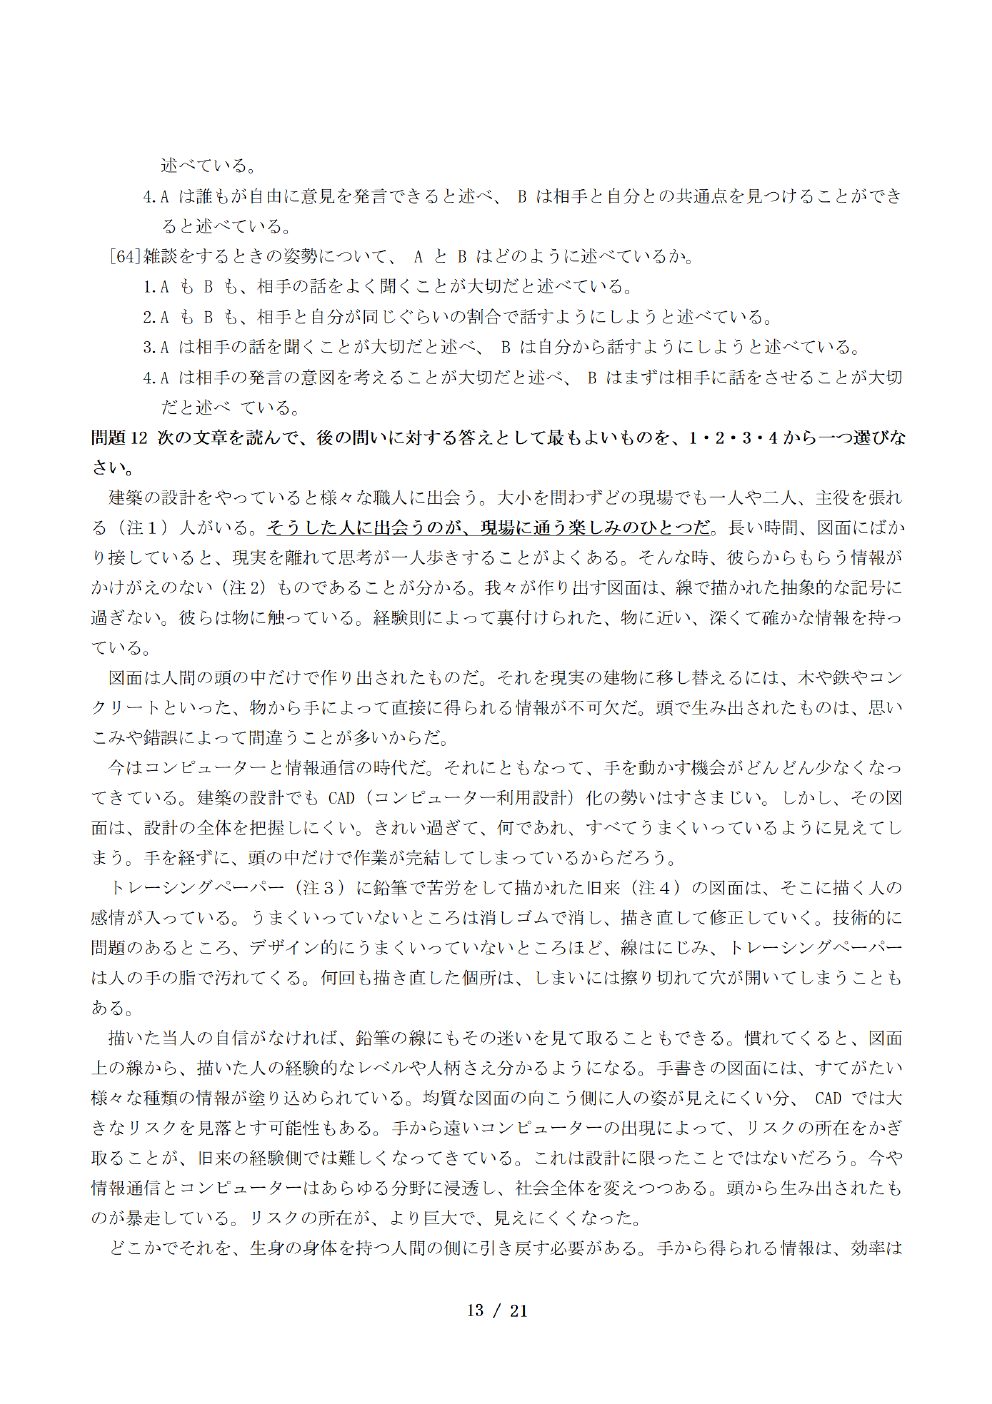 述べている。
4.A は誰もが自由に意見を発言できると述べ、 B は相手と自分との共通点を見つけることができ
ると述べている。
[64]雑談をするときの姿勢について、 A と B はどのように述べているか。
1.A も B も、相手の話をよく聞くことが大切だと述べている。
2.A も B も、相手と自分が同じぐらいの割合で話すようにしようと述べている。
3.A は相手の話を聞くことが大切だと述べ、 B は自分から話すようにしようと述べている。
4.A は相手の発言の意図を考えることが大切だと述べ、 B はまずは相手に話をさせることが大切
だと述べ ている。
問題 12 次の文章を読んで、後の問いに対する答えとして最もよいものを、1・2・3・4 から一つ選びな
さい。
建築の設計をやっていると様々な職人に出会う。大小を問わずどの現場でも一人や二人、主役を張れ
る（注１）人がいる。そうした人に出会うのが、現場に通う楽しみのひとつだ。長い時間、図面にばか
り接していると、現実を離れて思考が一人歩きすることがよくある。そんな時、彼らからもらう情報が
かけがえのない（注2）ものであることが分かる。我々が作り出す図面は、線で描かれた抽象的な記号に
過ぎない。彼らは物に触っている。経験則によって裏付けられた、物に近い、深くて確かな情報を持っ
ている。
図面は人間の頭の中だけで作り出されたものだ。それを現実の建物に移し替えるには、木や鉄やコン
クリートといった、物から手によって直接に得られる情報が不可欠だ。頭で生み出されたものは、思い
こみや錯誤によって間違うことが多いからだ。
今はコンピューターと情報通信の時代だ。それにともなって、手を動かす機会がどんどん少なくなっ
てきている。建築の設計でも CAD（コンピューター利用設計）化の勢いはすさまじい。しかし、その図
面は、設計の全体を把握しにくい。きれい過ぎて、何であれ、すべてうまくいっているように見えてし
まう。手を経ずに、頭の中だけで作業が完結してしまっているからだろう。
トレーシングペーパー（注３）に鉛筆で苦労をして描かれた旧来（注４）の図面は、そこに描く人の
感情が入っている。うまくいっていないところは消しゴムで消し、描き直して修正していく。技術的に
問題のあるところ、デザイン的にうまくいっていないところほど、線はにじみ、トレーシングペーパー
は人の手の脂で汚れてくる。何回も描き直した個所は、しまいには擦り切れて穴が開いてしまうことも
ある。
描いた当人の自信がなければ、鉛筆の線にもその迷いを見て取ることもできる。慣れてくると、図面
上の線から、描いた人の経験的なレベルや人柄さえ分かるようになる。手書きの図面には、すてがたい
様々な種類の情報が塗り込められている。均質な図面の向こう側に人の姿が見えにくい分、 CAD では大
きなリスクを見落とす可能性もある。手から遠いコンピューターの出現によって、リスクの所在をかぎ
取ることが、旧来の経験側では難しくなってきている。これは設計に限ったことではないだろう。今や
情報通信とコンピューターはあらゆる分野に浸透し、社会全体を変えつつある。頭から生み出されたも
のが暴走している。リスクの所在が、より巨大で、見えにくくなった。
どこかでそれを、生身の身体を持つ人間の側に引き戻す必要がある。手から得られる情報は、効率は
13 / 21